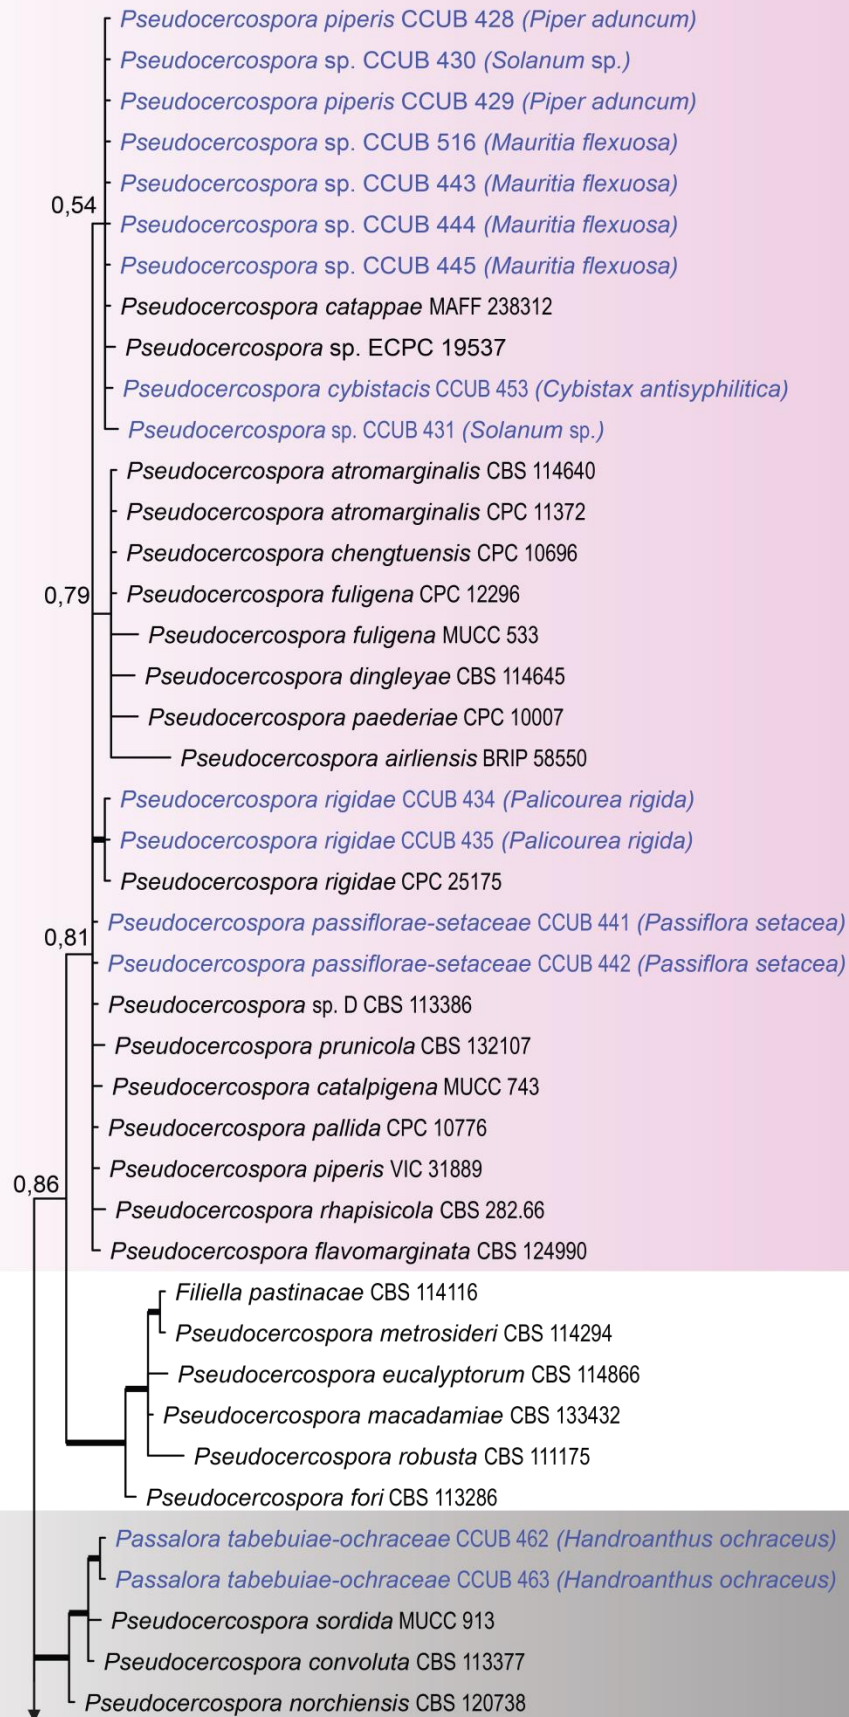 Pseudocercospora piperis CCUB 428 (Piper aduncum)
Pseudocercospora sp. CCUB 430 (Solanum sp.)
Pseudocercospora piperis CCUB 429 (Piper aduncum)
Pseudocercospora sp. CCUB 516 (Mauritia flexuosa)
Pseudocercospora sp. CCUB 443 (Mauritia flexuosa)
0,54
Pseudocercospora sp. CCUB 444 (Mauritia flexuosa)
Pseudocercospora sp. CCUB 445 (Mauritia flexuosa)
Pseudocercospora catappae MAFF 238312
Pseudocercospora sp. ECPC 19537
Pseudocercospora cybistacis CCUB 453 (Cybistax antisyphilitica)
Pseudocercospora sp. CCUB 431 (Solanum sp.)
Pseudocercospora atromarginalis CBS 114640
Pseudocercospora atromarginalis CPC 11372
Pseudocercospora chengtuensis CPC 10696
0,79
Pseudocercospora fuligena CPC 12296
Pseudocercospora fuligena MUCC 533
Pseudocercospora dingleyae CBS 114645
Pseudocercospora paederiae CPC 10007
Pseudocercospora airliensis BRIP 58550
Pseudocercospora rigidae CCUB 434 (Palicourea rigida)
Pseudocercospora rigidae CCUB 435 (Palicourea rigida)
Pseudocercospora rigidae CPC 25175
Pseudocercospora passiflorae-setaceae CCUB 441 (Passiflora setacea)
0,81
Pseudocercospora passiflorae-setaceae CCUB 442 (Passiflora setacea)
Pseudocercospora sp. D CBS 113386
Pseudocercospora prunicola CBS 132107
Pseudocercospora catalpigena MUCC 743
Pseudocercospora pallida CPC 10776
Pseudocercospora piperis VIC 31889
0,86
Pseudocercospora rhapisicola CBS 282.66
Pseudocercospora flavomarginata CBS 124990
Filiella pastinacae CBS 114116
Pseudocercospora metrosideri CBS 114294
Pseudocercospora eucalyptorum CBS 114866
Pseudocercospora macadamiae CBS 133432
Pseudocercospora robusta CBS 111175
Pseudocercospora fori CBS 113286
Passalora tabebuiae-ochraceae CCUB 462 (Handroanthus ochraceus)
Passalora tabebuiae-ochraceae CCUB 463 (Handroanthus ochraceus)
Pseudocercospora sordida MUCC 913
Pseudocercospora convoluta CBS 113377
Pseudocercospora norchiensis CBS 120738